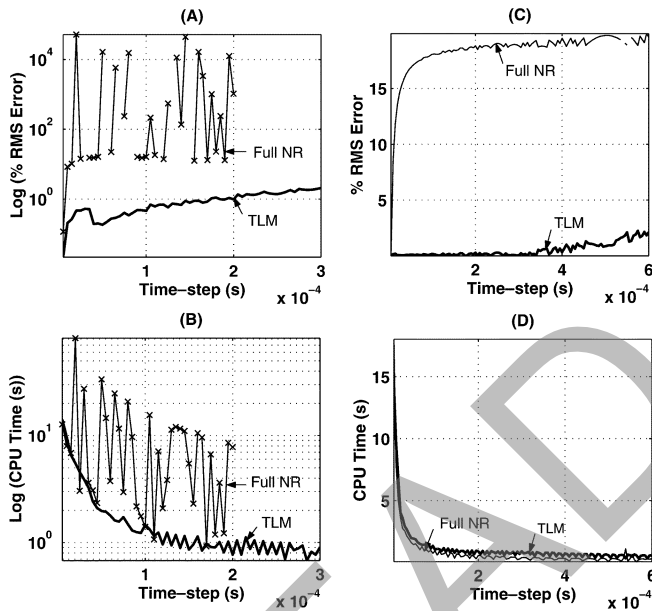 (A)
Log (% RMS Error)
10^4
10^2
10^0
Full NR
TLM
1 2 3
Time–step (s)
x 10^-4
(C)
% RMS Error
15
10
5
Full NR
TLM
2 4 6
Time–step (s)
x 10^-4
(B)
Log (CPU Time (s))
10^1
10^0
Full NR
TLM
1 2 3
Time–step (s)
x 10^-4
(D)
CPU Time (s)
15
10
5
Full NR
TLM
2 4 6
Time–step (s)
x 10^-4